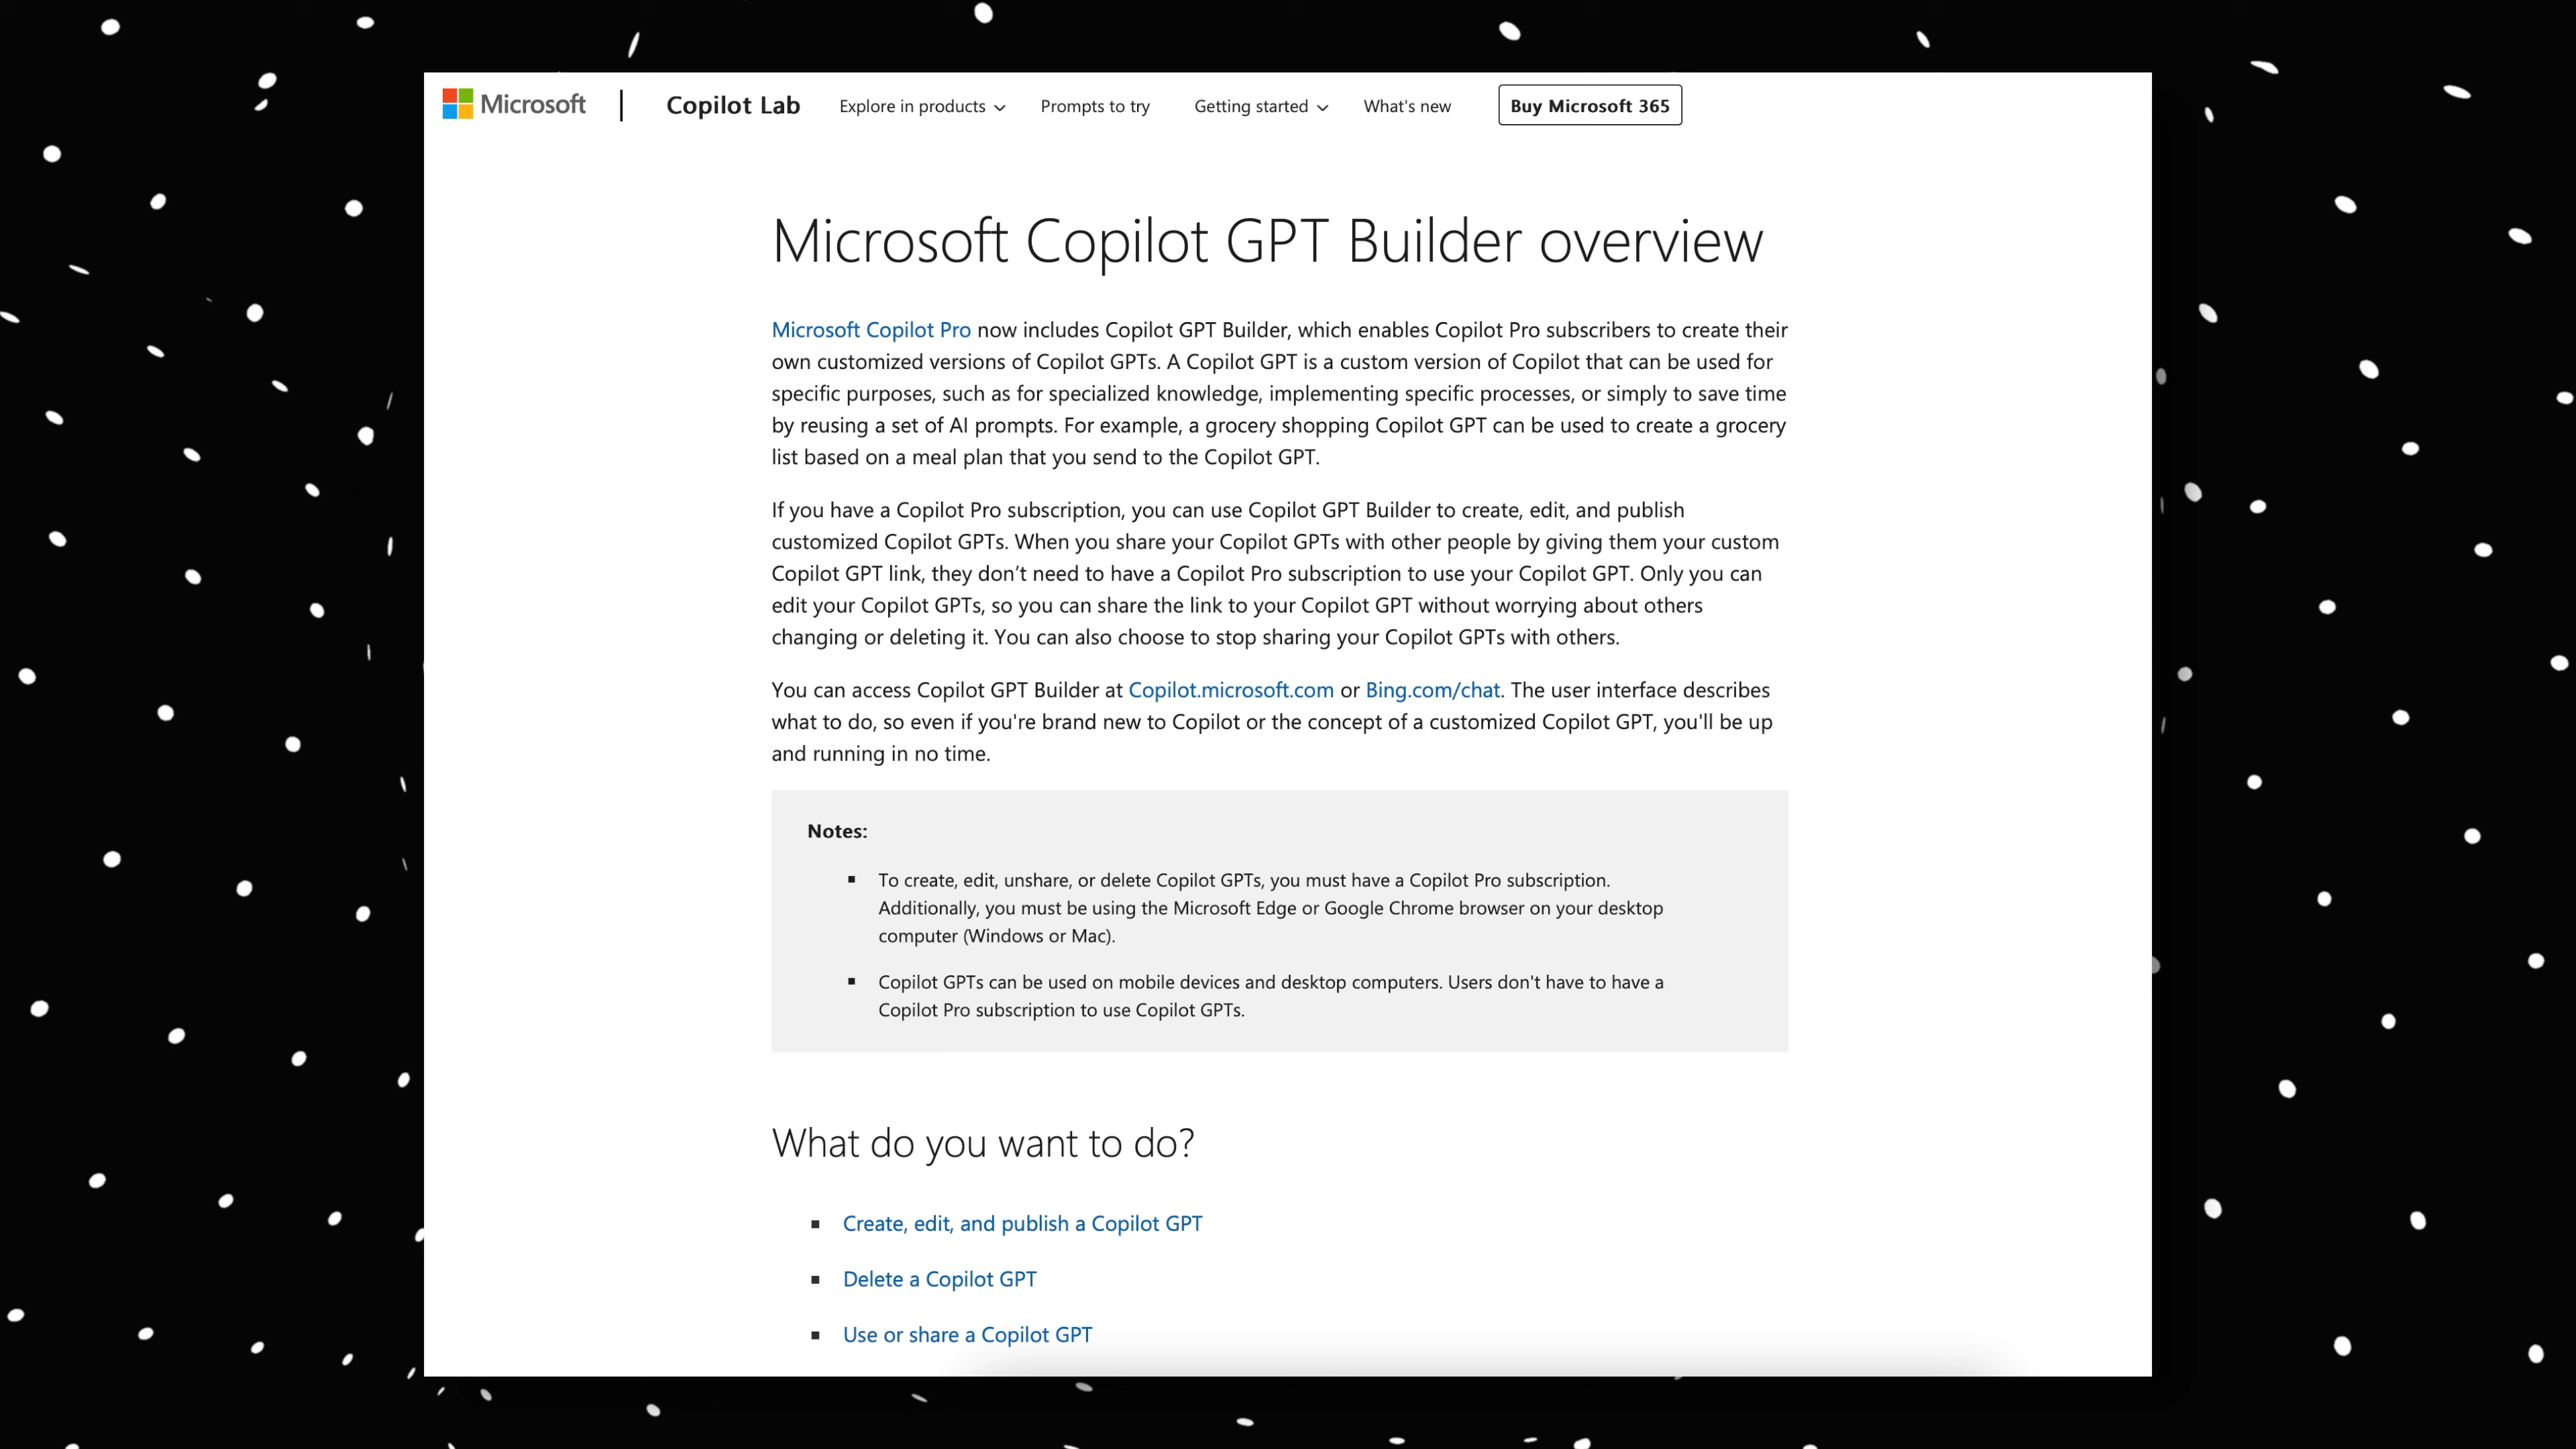 Microsoft | Copilot Lab Explore in products Prompts to try Getting started What's new Buy Microsoft 365
Microsoft Copilot GPT Builder overview
Microsoft Copilot Pro now includes Copilot GPT Builder, which enables Copilot Pro subscribers to create their
own customized versions of Copilot GPTs. A Copilot GPT is a custom version of Copilot that can be used for
specific purposes, such as for specialized knowledge, implementing specific processes, or simply to save time
by reusing a set of AI prompts. For example, a grocery shopping Copilot GPT can be used to create a grocery
list based on a meal plan that you send to the Copilot GPT.
If you have a Copilot Pro subscription, you can use Copilot GPT Builder to create, edit, and publish
customized Copilot GPTs. When you share your Copilot GPTs with other people by giving them your custom
Copilot GPT link, they don’t need to have a Copilot Pro subscription to use your Copilot GPT. Only you can
edit your Copilot GPTs, so you can share the link to your Copilot GPT without worrying about others
changing or deleting it. You can also choose to stop sharing your Copilot GPTs with others.
You can access Copilot GPT Builder at Copilot.microsoft.com or Bing.com/chat. The user interface describes
what to do, so even if you're brand new to Copilot or the concept of a customized Copilot GPT, you'll be up
and running in no time.
Notes:
▪ To create, edit, unshare, or delete Copilot GPTs, you must have a Copilot Pro subscription.
Additionally, you must be using the Microsoft Edge or Google Chrome browser on your desktop
computer (Windows or Mac).
▪ Copilot GPTs can be used on mobile devices and desktop computers. Users don't have to have a
Copilot Pro subscription to use Copilot GPTs.
What do you want to do?
▪ Create, edit, and publish a Copilot GPT
▪ Delete a Copilot GPT
▪ Use or share a Copilot GPT